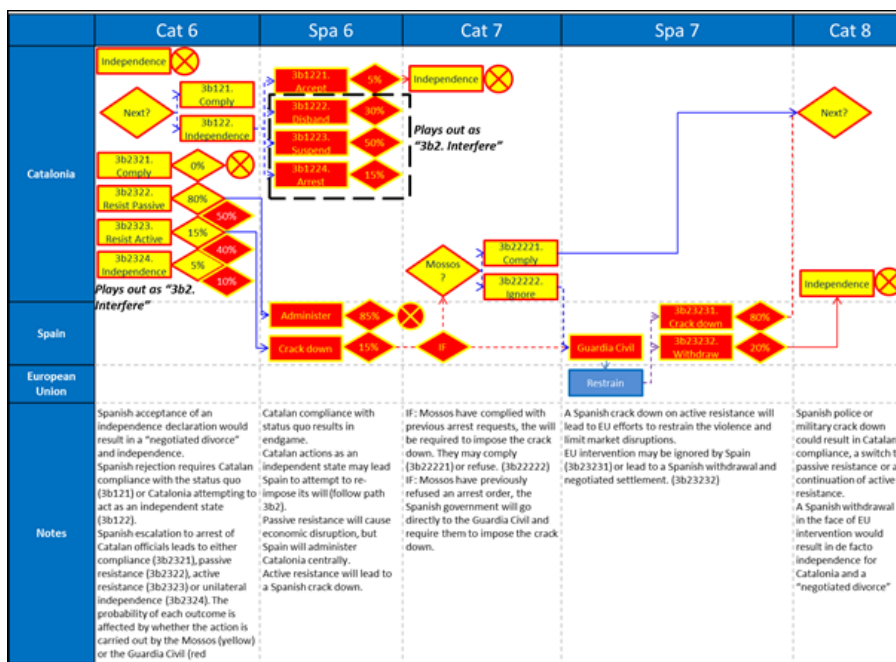 Cat 6
Spa 6
Cat 7
Spa 7
Cat 8
Catalonia
Independence
Next?
3b121.
Comply
3b122.
Independence
3b1221.
Accept
5%
Independence
3b1222.
Disband
30%
3b1223.
Suspend
50%
3b1224.
Arrest
15%
Plays out as
“3b2. Interfere”
Next?
3b2321.
Comply
0%
3b2322.
Resist Passive
80%
50%
3b2323.
Resist Active
15%
40%
3b2324.
Independence
5%
10%
Plays out as “3b2.
Interfere”
Mossos
?
3b22221.
Comply
3b22222.
Ignore
Independence
Spain
Administer
85%
Crack down
15%
IF
Guardia Civil
3b23231.
Crack down
80%
3b23232.
Withdraw
20%
European
Union
Restrain
Notes
Spanish acceptance of an
independence declaration would
result in a “negotiated divorce”
and independence.
Spanish rejection requires Catalan
compliance with the status quo
(3b121) or Catalonia attempting to
act as an independent state
(3b122).
Spanish escalation to arrest of
Catalan officials leads to either
compliance (3b2321), passive
resistance (3b2322), active
resistance (3b2323) or unilateral
independence (3b2324). The
probability of each outcome is
affected by whether the action is
carried out by the Mossos (yellow)
or the Guardia Civil (red
Catalan compliance with
status quo results in
endgame.
Catalan actions as an
independent state may lead
Spain to attempt to re-
impose its will (follow path
3b2).
Passive resistance will cause
economic disruption, but
Spain will administer
Catalonia centrally.
Active resistance will lead to
a Spanish crack down.
IF: Mossos have complied with
previous arrest requests, the will
be required to impose the crack
down. They may comply
(3b22221) or refuse. (3b22222)
IF: Mossos have previously
refused an arrest order, the
Spanish government will go
directly to the Guardia Civil and
require them to impose the crack
down.
A Spanish crack down on active resistance will
lead to EU efforts to restrain the violence and
limit market disruptions.
EU intervention may be ignored by Spain
(3b23231) or lead to a Spanish withdrawal and
negotiated settlement. (3b23232)
Spanish police or
military crack down
could result in Catalan
compliance, a switch t
passive resistance or a
continuation of active
resistance.
A Spanish withdrawal
in the face of EU
intervention would
result in de facto
independence for
Catalonia and a
“negotiated divorce”